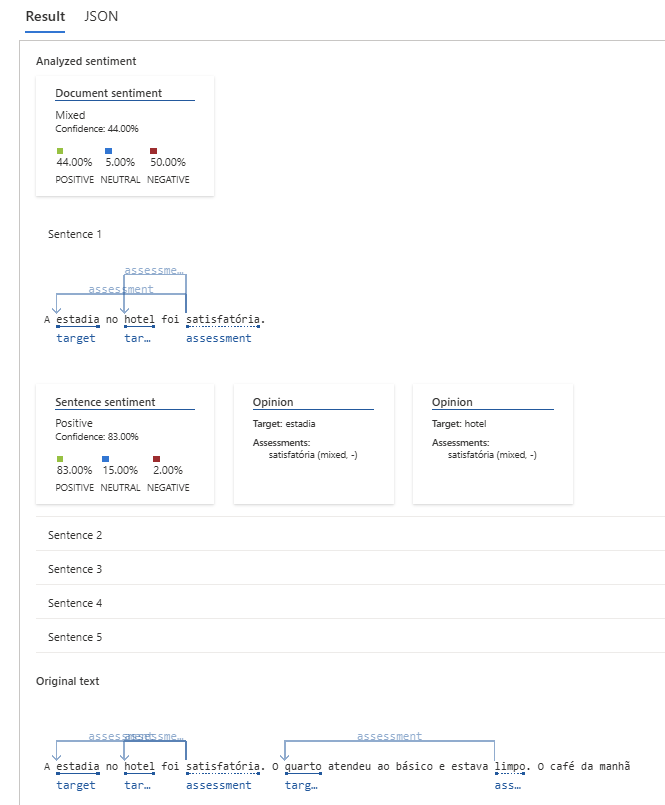 Result JSON
Analyzed sentiment
Document sentiment
Mixed
Confidence: 44.00%
44.00% 5.00% 50.00%
POSITIVE NEUTRAL NEGATIVE
Sentence 1
assessme…
assessment
A estadia no hotel foi satisfatória.
target tar… assessment
Sentence sentiment
Positive
Confidence: 83.00%
83.00% 15.00% 2.00%
POSITIVE NEUTRAL NEGATIVE
Opinion
Target: estadia
Assessments:
satisfatória (mixed, -)
Opinion
Target: hotel
Assessments:
satisfatória (mixed, -)
Sentence 2
Sentence 3
Sentence 4
Sentence 5
Original text
assessment assessme… assessment
A estadia no hotel foi satisfatória. O quarto atendeu ao básico e estava limpo. O café da manhã
target tar… assessment targ… ass…